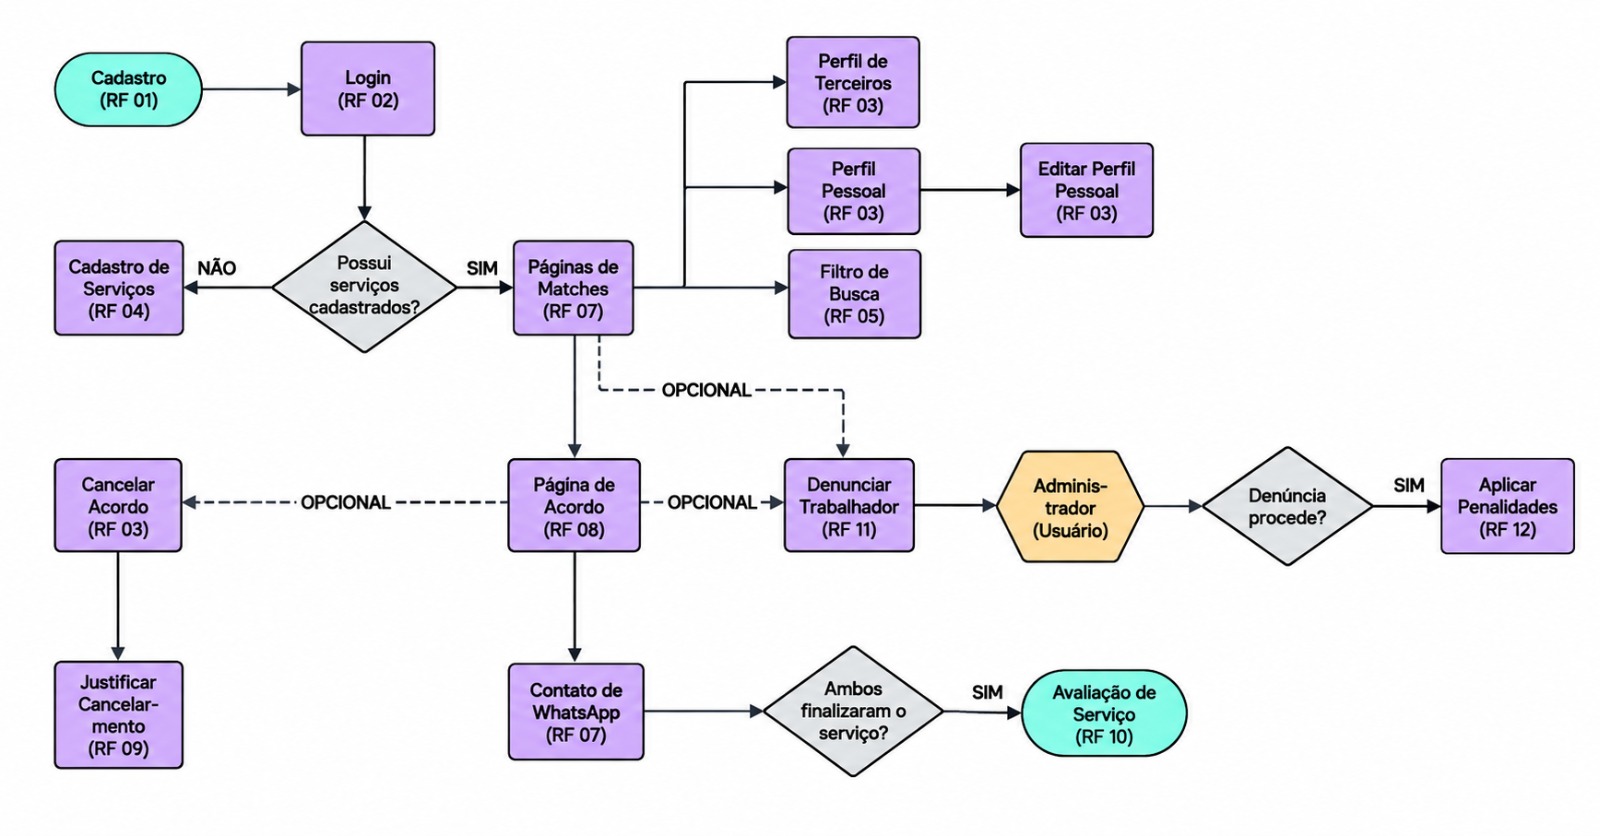 Cadastro
(RF 01)
Login
(RF 02)
Perfil de
Terceiros
(RF 03)
Perfil
Pessoal
(RF 03)
Editar Perfil
Pessoal
(RF 03)
Cadastro de
Serviços
(RF 04)
NÃO
Possui
serviços
cadastrados?
SIM
Páginas de
Matches
(RF 07)
Filtro de
Busca
(RF 05)
OPCIONAL
Cancelar
Acordo
(RF 03)
OPCIONAL
Página de
Acordo
(RF 08)
OPCIONAL
Denunciar
Trabalhador
(RF 11)
Adminis-
trador
(Usuário)
Denúncia
procede?
SIM
Aplicar
Penalidades
(RF 12)
Justificar
Cancelar-
mento
(RF 09)
Contato de
WhatsApp
(RF 07)
Ambos
finalizaram o
serviço?
SIM
Avaliação de
Serviço
(RF 10)